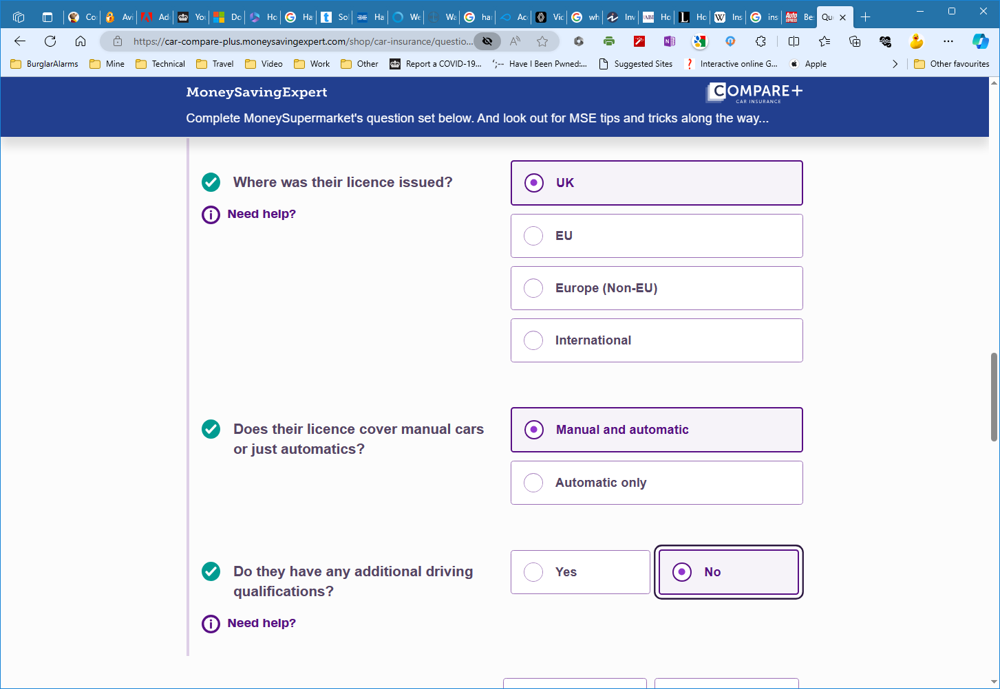 Co
Avi
Ad
Yo
Do
Ho
Ha
So
Ha
We
Wa
har
Acc
Vic
wh
Inv
Ho
Ho
Ins
ins
Be
Qu
https://car-compare-plus.moneysavingexpert.com/shop/car-insurance/questio...
BurglarAlarms
Mine
Technical
Travel
Video
Work
Other
Report a COVID-19...
Have I Been Pwned:...
Suggested Sites
Interactive online G...
Apple
Other favourites
MoneySavingExpert
COMPARE+
CAR INSURANCE
Complete MoneySupermarket's question set below. And look out for MSE tips and tricks along the way...
Where was their licence issued?
Need help?
UK
EU
Europe (Non-EU)
International
Does their licence cover manual cars
or just automatics?
Manual and automatic
Automatic only
Do they have any additional driving
qualifications?
Need help?
Yes
No